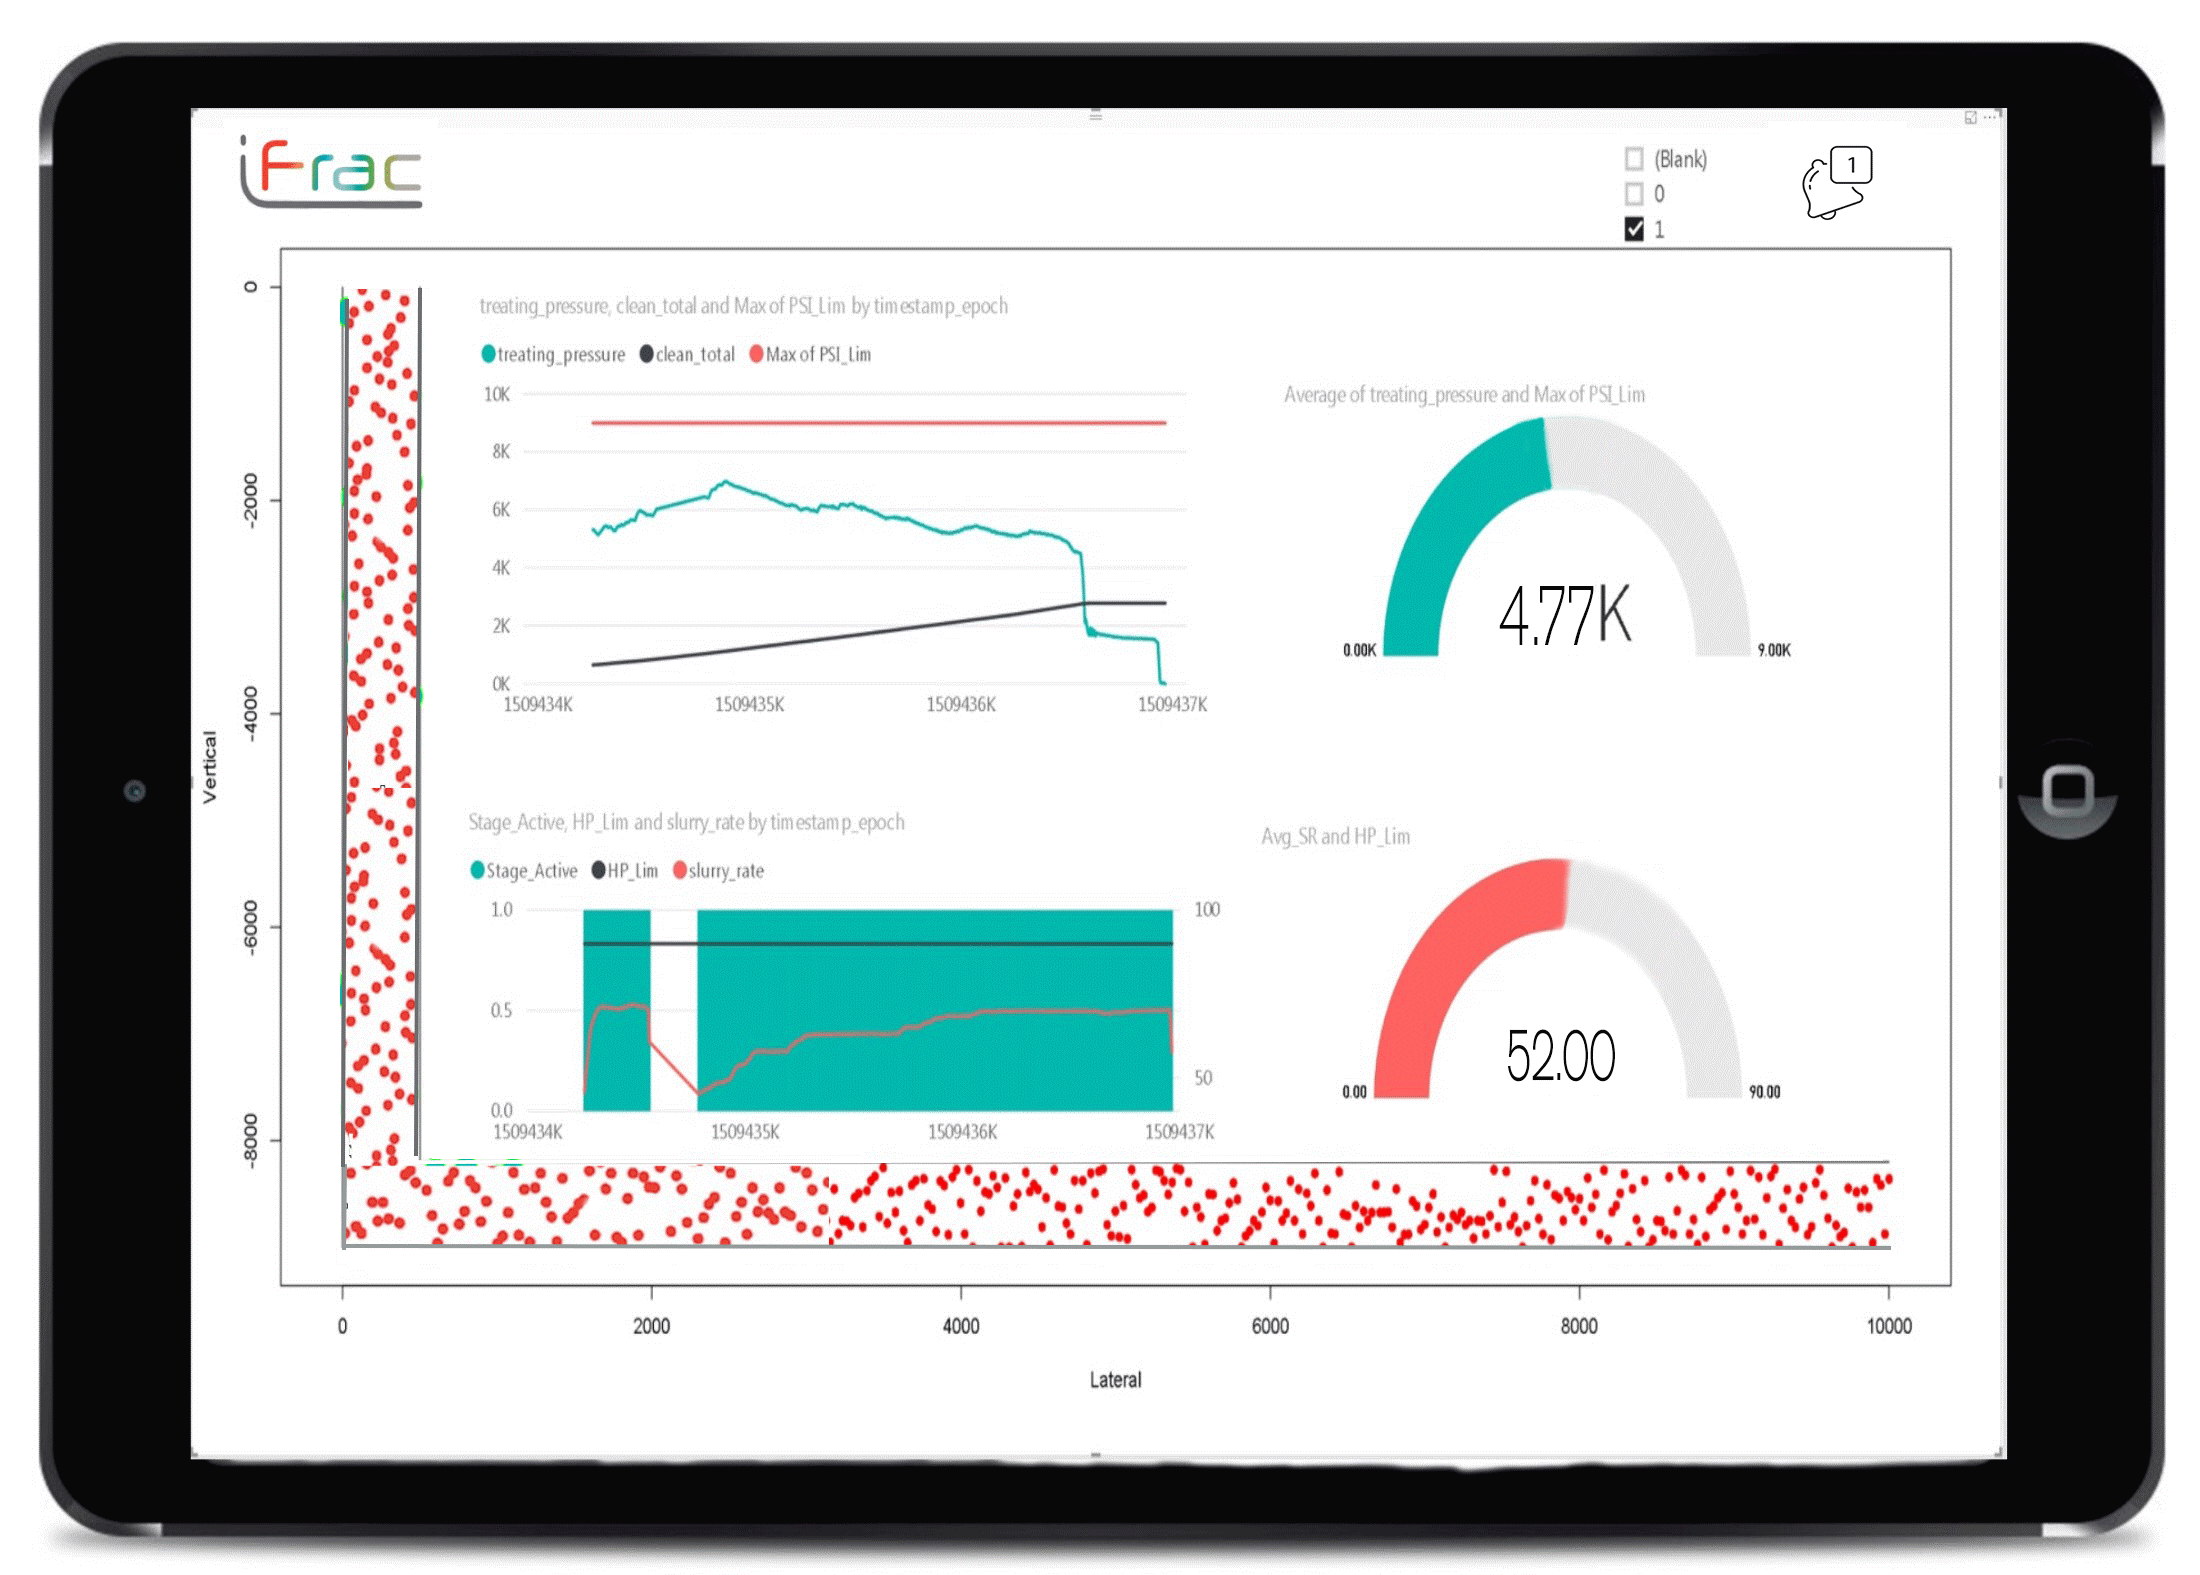 iFrac
(Blank)
0
1
1
treating_pressure, clean_total and Max of PSI_Lim by timestamp_epoch
treating_pressure clean_total Max of PSI_Lim
10K
8K
6K
4K
2K
0K
1509434K 1509435K 1509436K 1509437K
Average of treating_pressure and Max of PSI_Lim
4.77K
0.00K 9.00K
Stage_Active, HP_Lim and slurry_rate by timestamp_epoch
Stage_Active HP_Lim slurry_rate
1.0 100
0.5
50
0.0
1509434K 1509435K 1509436K 1509437K
Avg_SR and HP_Lim
52.00
0.00 90.00
Vertical
0
-2000
-4000
-6000
-8000
0 2000 4000 6000 8000 10000
Lateral